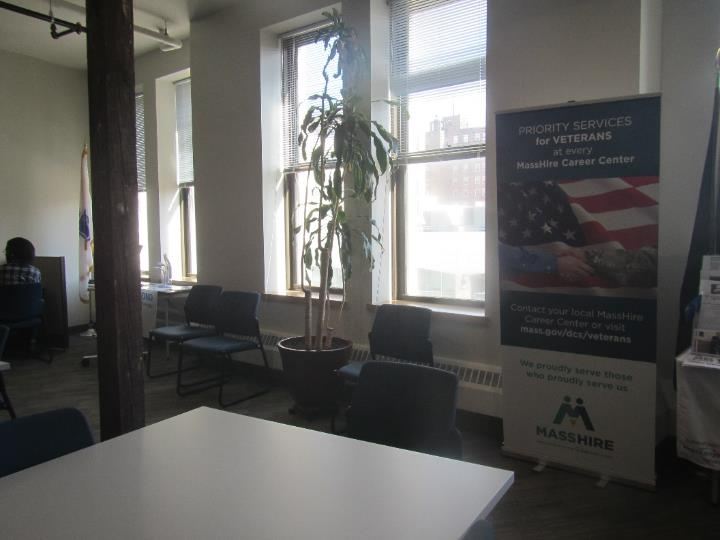 PRIORITY SERVICES
for VETERANS
at every
MassHire Career Center
Contact your local MassHire
Career Center or visit
mass.gov/dcs/veterans
We proudly serve those
who proudly serve us
MASSHIRE